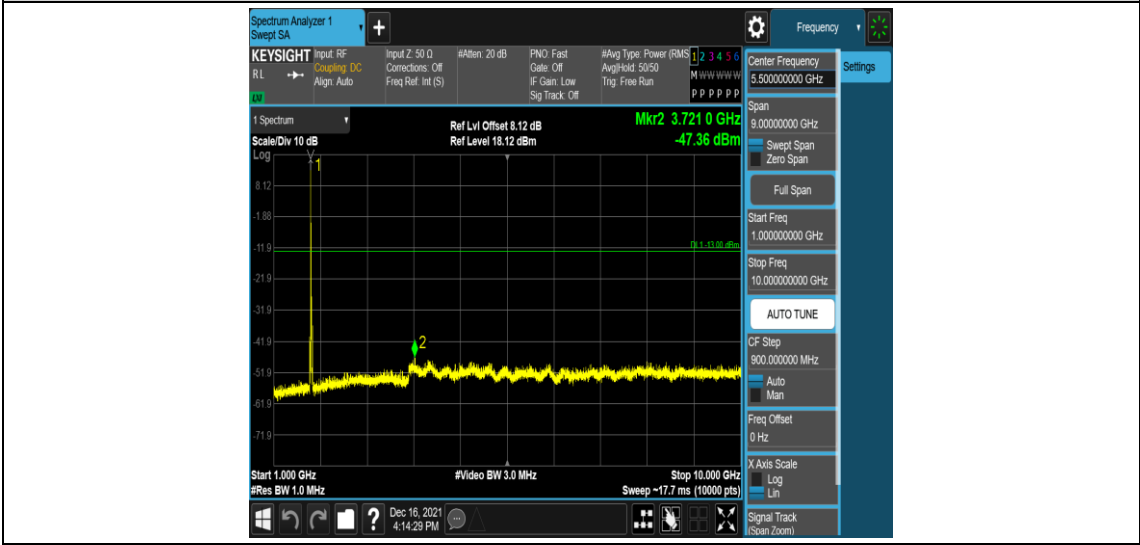 Spectrum Analyzer 1
Swept SA
+
Frequency
KEYSIGHT
RL
LM
Input: RF
Coupling: DC
Align: Auto
Input Z: 50 Ω
Corrections: Off
Freq Ref: Int (S)
#Atten: 20 dB
PNO: Fast
Gate: Off
IF Gain: Low
Sig Track: Off
#Avg Type: Power (RMS
Avg|Hold: 50/50
Trig: Free Run
1 2 3 4 5 6
M W W W W W
P P P P P P
1 Spectrum
Scale/Div 10 dB
Log
Ref Lvl Offset 8.12 dB
Ref Level 18.12 dBm
Mkr2 3.721 0 GHz
-47.36 dBm
1
8.12
-1.88
-11.9
DL1 -13.00 dBm
-21.9
-31.9
-41.9
2
-51.9
-61.9
-71.9
Start 1.000 GHz
#Res BW 1.0 MHz
#Video BW 3.0 MHz
Stop 10.000 GHz
Sweep ~17.7 ms (10000 pts)
?
Dec 16, 2021
4:14:29 PM
Center Frequency
5.500000000 GHz
Settings
Span
9.00000000 GHz
Swept Span
Zero Span
Full Span
Start Freq
1.000000000 GHz
Stop Freq
10.000000000 GHz
AUTO TUNE
CF Step
900.000000 MHz
Auto
Man
Freq Offset
0 Hz
X Axis Scale
Log
Lin
Signal Track
(Span Zoom)